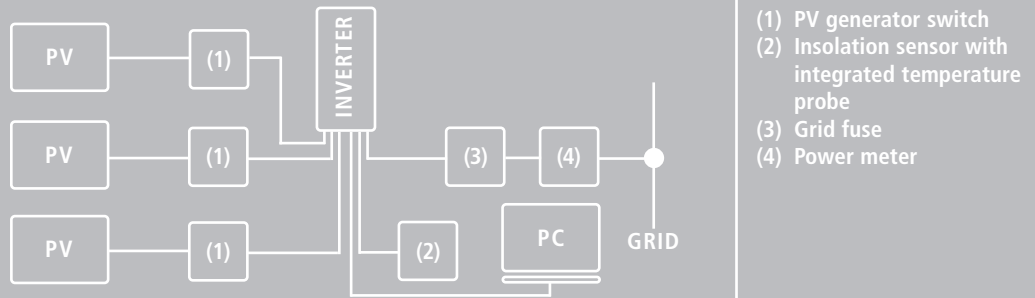 PV
(1)
INVERTER
PV
(1)
(3)
(4)
PV
(1)
(2)
PC
GRID
(1) PV generator switch
(2) Insolation sensor with
integrated temperature
probe
(3) Grid fuse
(4) Power meter